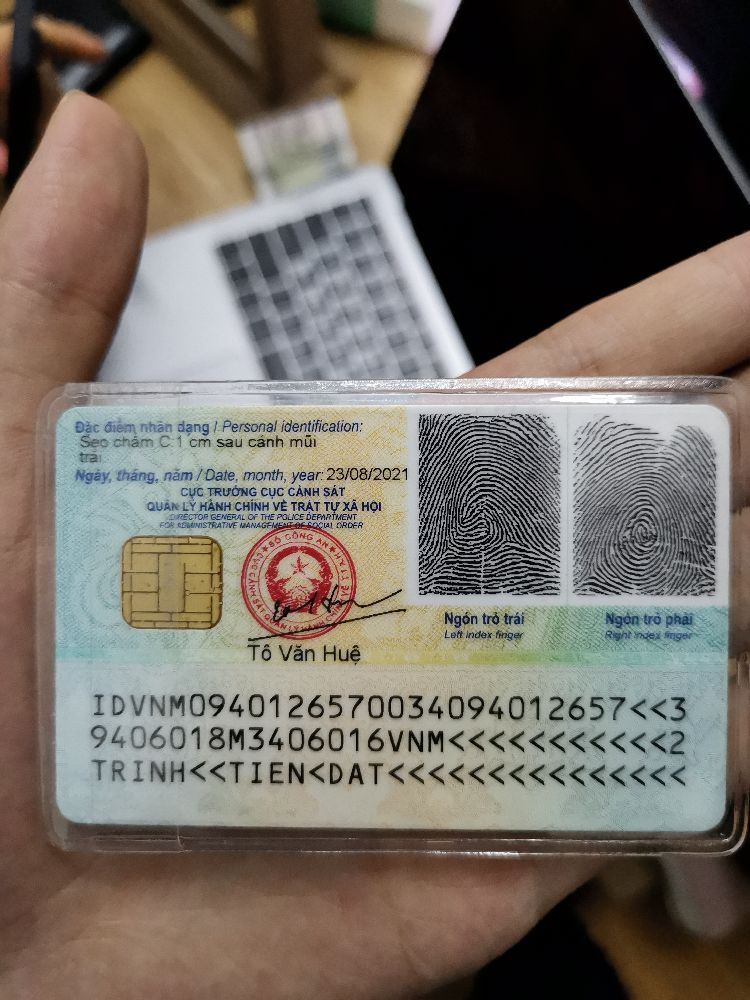 Đặc điểm nhân dạng / Personal identification:
Sẹo chấm C:1 cm sau cánh mũi
trái
Ngày, tháng, năm / Date, month, year: 23/08/2021
CỤC TRƯỞNG CỤC CẢNH SÁT
QUẢN LÝ HÀNH CHÍNH VỀ TRẬT TỰ XÃ HỘI
DIRECTOR GENERAL OF THE POLICE DEPARTMENT
FOR ADMINISTRATIVE MANAGEMENT OF SOCIAL ORDER
BỘ CÔNG AN
Tô Văn Huệ
Ngón trỏ trái
Left index finger
Ngón trỏ phải
Right index finger
IDVNM0940126570034094012657<<3
9406018M3406016VNM<<<<<<<<<<<2
TRINH<<TIEN<DAT<<<<<<<<<<<<<<<